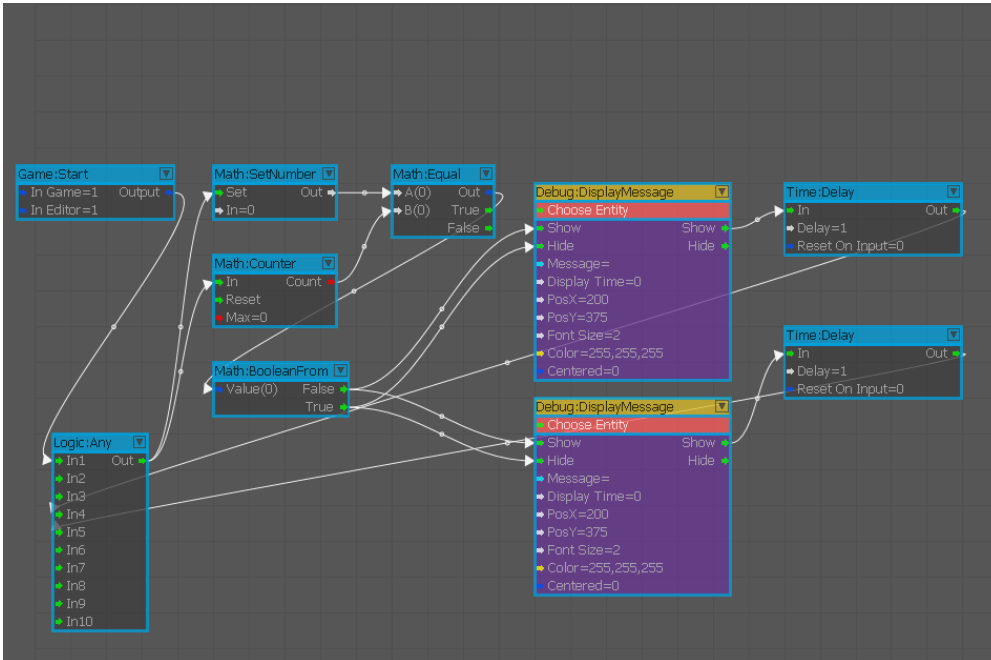 Game:Start
In Game=1 Output
In Editor=1
Math:SetNumber
Set Out
In=0
Math:Equal
A(0) Out
B(0) True
False
Math:Counter
In Count
Reset
Max=0
Math:BooleanFrom
Value(0) False
True
Logic:Any
In1 Out
In2
In3
In4
In5
In6
In7
In8
In9
In10
Debug:DisplayMessage
Choose Entity
Show Show
Hide Hide
Message=
Display Time=0
PosX=200
PosY=375
Font Size=2
Color=255,255,255
Centered=0
Debug:DisplayMessage
Choose Entity
Show Show
Hide Hide
Message=
Display Time=0
PosX=200
PosY=375
Font Size=2
Color=255,255,255
Centered=0
Time:Delay
In Out
Delay=1
Reset On Input=0
Time:Delay
In Out
Delay=1
Reset On Input=0